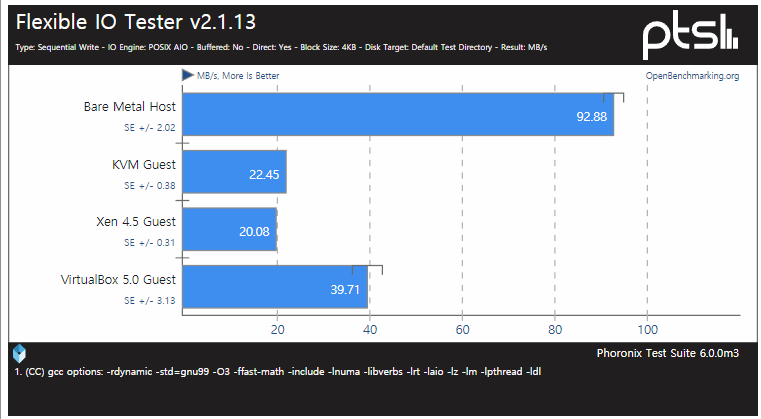 Flexible IO Tester v2.1.13
ptsl
Type: Sequential Write - IO Engine: POSIX AIO - Buffered: No - Direct: Yes - Block Size: 4KB - Disk Target: Default Test Directory - Result: MB/s
MB/s, More Is Better
OpenBenchmarking.org
Bare Metal Host
92.88
SE +/- 2.02
KVM Guest
22.45
SE +/- 0.38
Xen 4.5 Guest
20.08
SE +/- 0.31
VirtualBox 5.0 Guest
39.71
SE +/- 3.13
20 40 60 80 100
Phoronix Test Suite 6.0.0m3
1. (CC) gcc options: -rdynamic -std=gnu99 -O3 -ffast-math -include -lnuma -libverbs -lrt -laio -lz -lm -lpthread -ldl